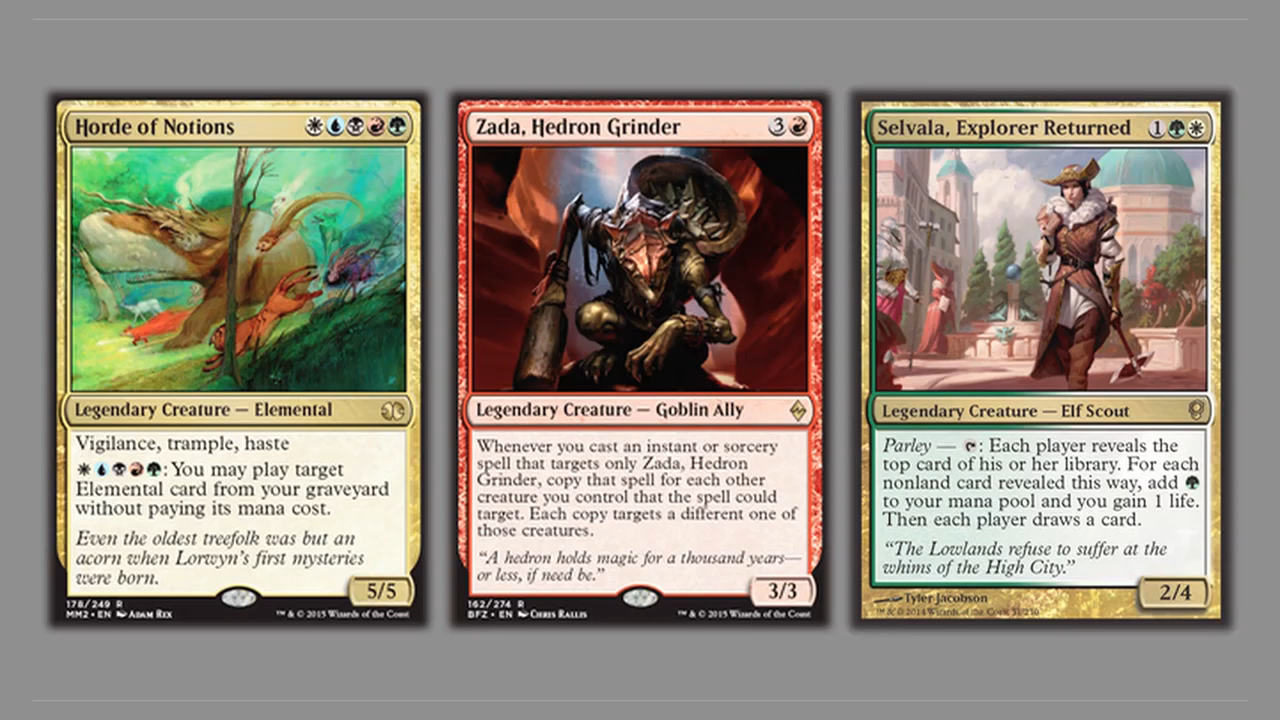 Horde of Notions
Legendary Creature — Elemental
Vigilance, trample, haste
: You may play target
Elemental card from your graveyard
without paying its mana cost.
Even the oldest treefolk was but an
acorn when Lorwyn's first mysteries
were born.
5/5
178/249 R
MM2 • EN Adam Rex
™ & © 2015 Wizards of the Coast
Zada, Hedron Grinder
3
Legendary Creature — Goblin Ally
Whenever you cast an instant or sorcery
spell that targets only Zada, Hedron
Grinder, copy that spell for each other
creature you control that the spell could
target. Each copy targets a different one of
those creatures.
“A hedron holds magic for a thousand years—
or less, if need be.”
3/3
162/274 R
BFZ • EN Chris Rallis
™ & © 2015 Wizards of the Coast
Selvala, Explorer Returned
1
Legendary Creature — Elf Scout
Parley — : Each player reveals the
top card of his or her library. For each
nonland card revealed this way, add
to your mana pool and you gain 1 life.
Then each player draws a card.
“The Lowlands refuse to suffer at the
whims of the High City.”
2/4
Tyler Jacobson
™ & © 2014 Wizards of the Coast